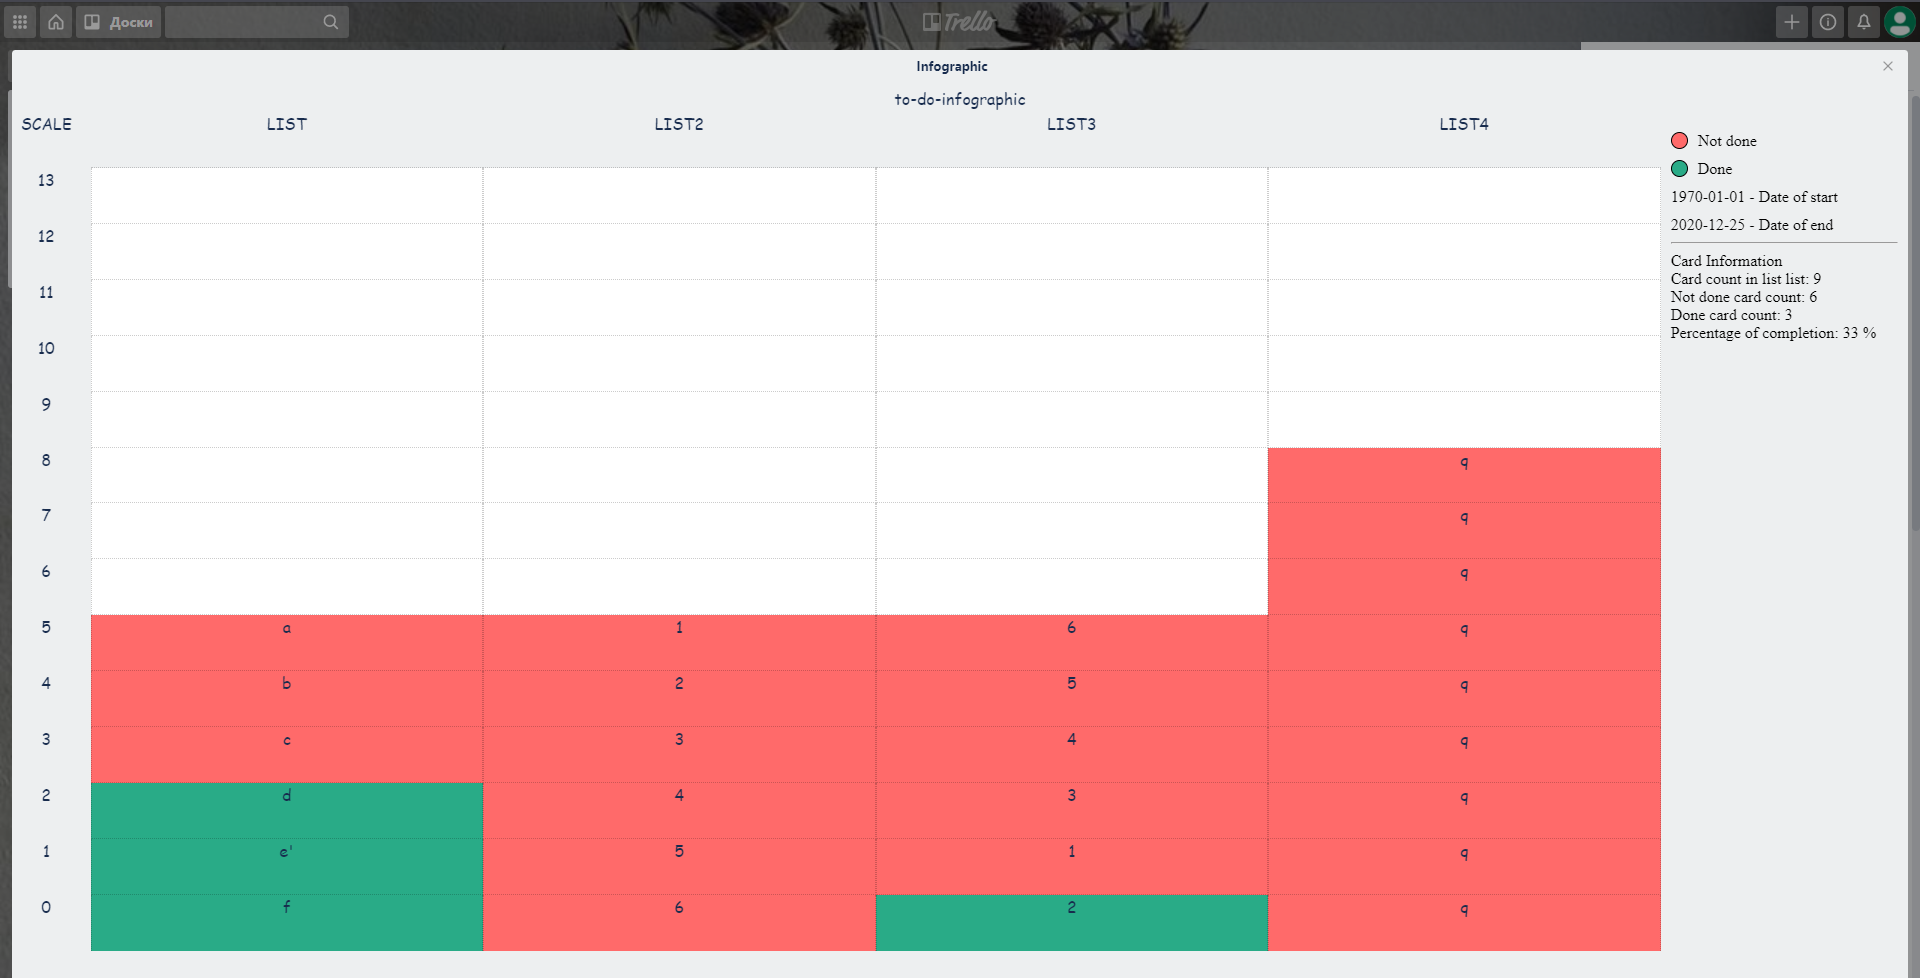 Доски
Trello
Infographic
to-do-infographic
SCALE LIST LIST2 LIST3 LIST4
Not done
Done
1970-01-01 - Date of start
2020-12-25 - Date of end
Card Information
Card count in list list: 9
Not done card count: 6
Done card count: 3
Percentage of completion: 33 %
13
12
11
10
9
8 q
7 q
6 q
5 a 1 6 q
4 b 2 5 q
3 c 3 4 q
2 d 4 3 q
1 e' 5 1 q
0 f 6 2 q